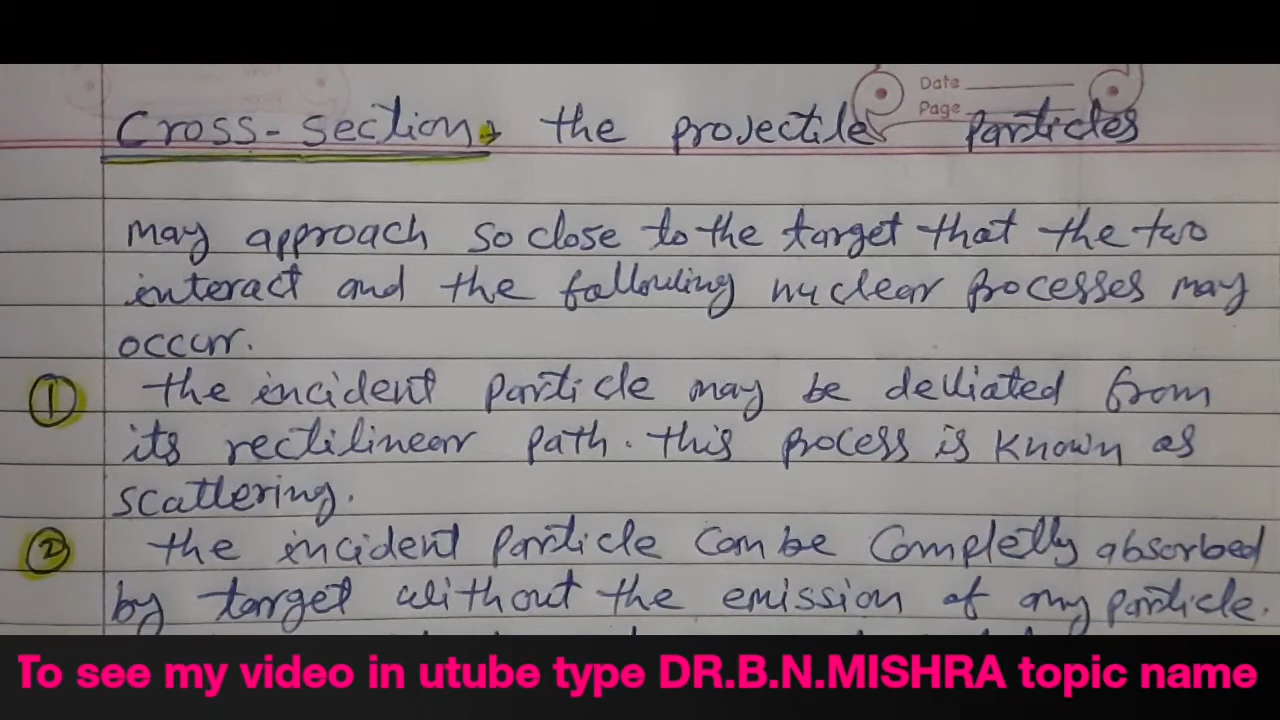 Date
Page
Cross-section→ the projectile particles
may approach so close to the target that the two
interact and the following nuclear processes may
occur.
① the incident particle may be deviated from
its rectilinear path. this process is known as
scattering.
② the incident particle can be Completly absorbed
by target without the emission of any particle.
To see my video in utube type DR.B.N.MISHRA topic name